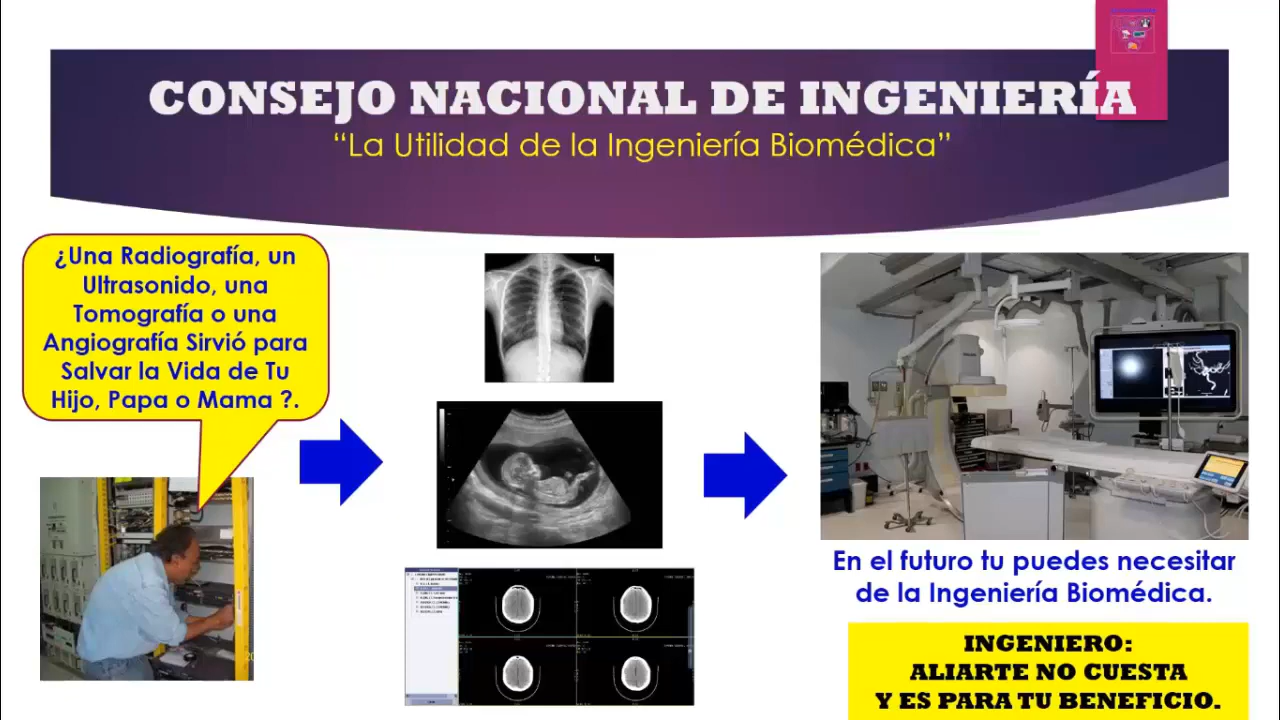 CONSEJO NACIONAL DE INGENIERÍA
“La Utilidad de la Ingeniería Biomédica”
¿Una Radiografía, un
Ultrasonido, una
Tomografía o una
Angiografía Sirvió para
Salvar la Vida de Tu
Hijo, Papa o Mama ?.
L
En el futuro tu puedes necesitar
de la Ingeniería Biomédica.
INGENIERO:
ALIARTE NO CUESTA
Y ES PARA TU BENEFICIO.